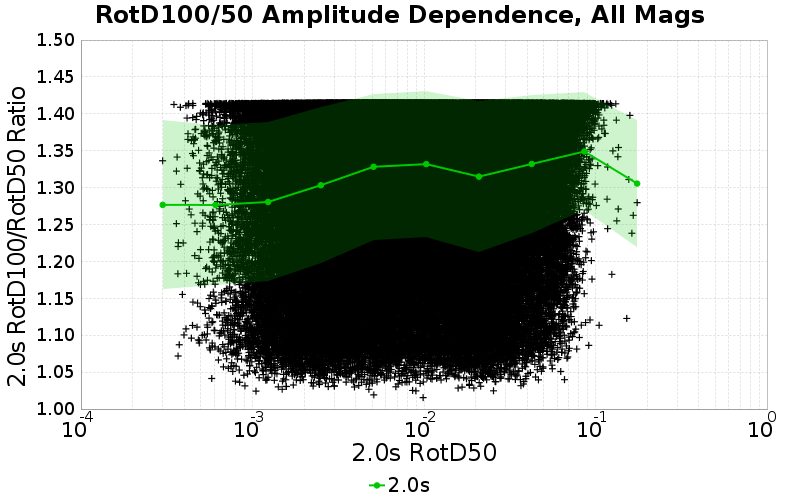 RotD100/50 Amplitude Dependence, All Mags
2.0s RotD100/RotD50 Ratio
1.50
1.45
1.40
1.35
1.30
1.25
1.20
1.15
1.10
1.05
1.00
10^-4 10^-3 10^-2 10^-1 10^0
2.0s RotD50
2.0s